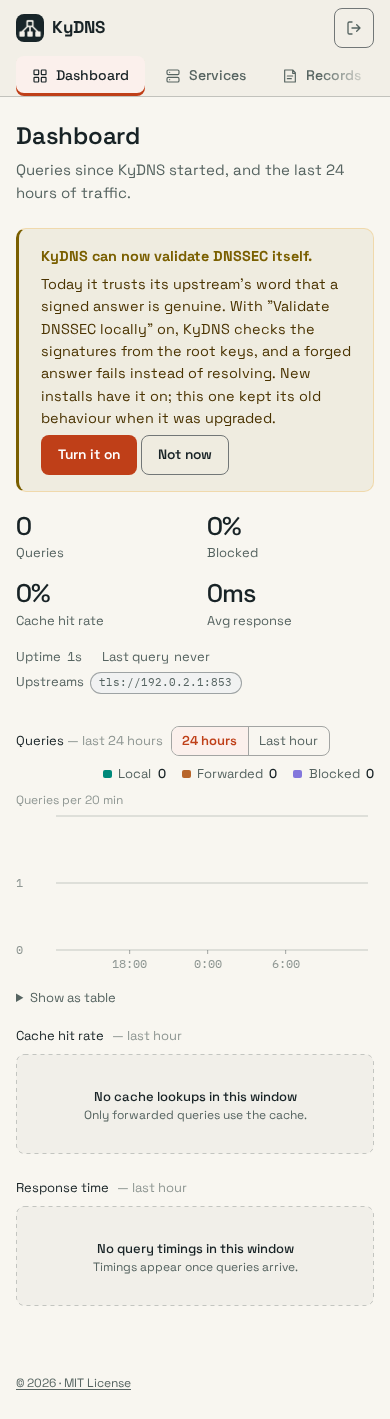 KyDNS
Dashboard
Services
Records
Dashboard
Queries since KyDNS started, and the last 24
hours of traffic.
KyDNS can now validate DNSSEC itself.
Today it trusts its upstream's word that a
signed answer is genuine. With "Validate
DNSSEC locally" on, KyDNS checks the
signatures from the root keys, and a forged
answer fails instead of resolving. New
installs have it on; this one kept its old
behaviour when it was upgraded.
Turn it on
Not now
0
Queries
0%
Blocked
0%
Cache hit rate
0ms
Avg response
Uptime 1s Last query never
Upstreams tls://192.0.2.1:853
Queries — last 24 hours
24 hours
Last hour
Local 0
Forwarded 0
Blocked 0
Queries per 20 min
1
0
18:00
0:00
6:00
Show as table
Cache hit rate — last hour
No cache lookups in this window
Only forwarded queries use the cache.
Response time — last hour
No query timings in this window
Timings appear once queries arrive.
© 2026 · MIT License